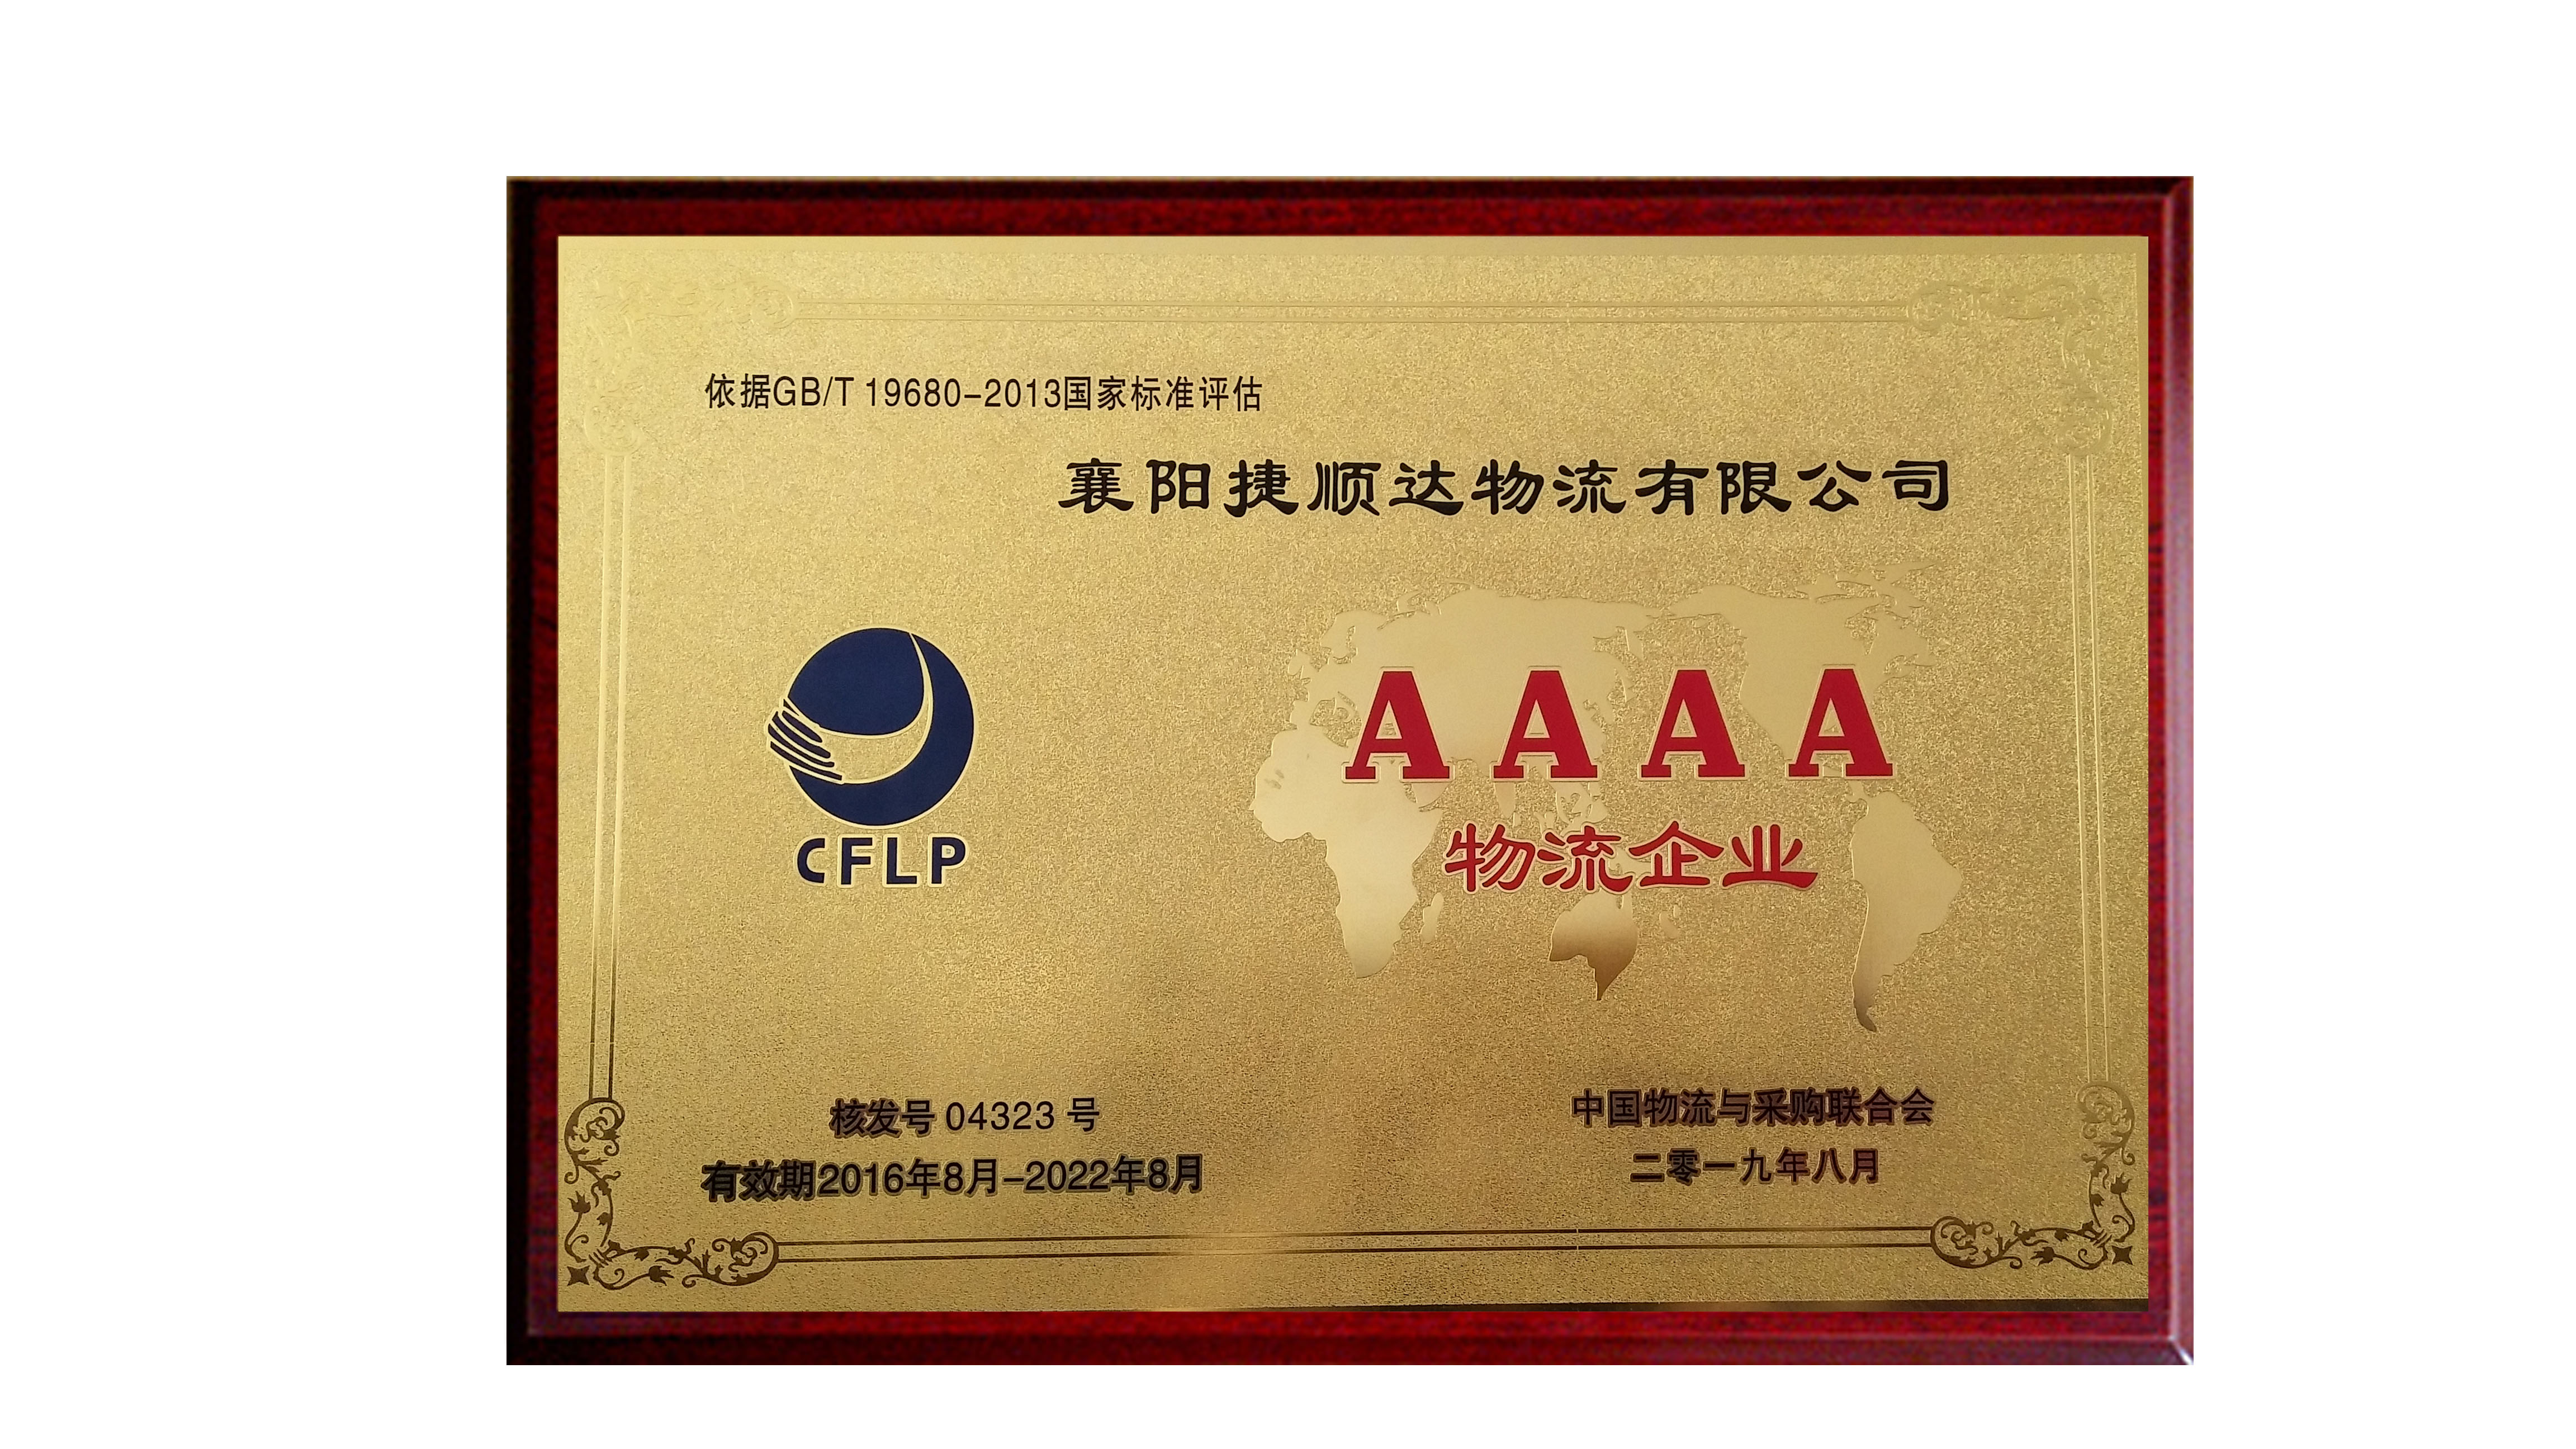 依据GB/T 19680-2013国家标准评估
襄阳捷顺达物流有限公司
AAAA
物流企业
CFLP
核发号 04323 号
有效期2016年8月-2022年8月
中国物流与采购联合会
二零一九年八月